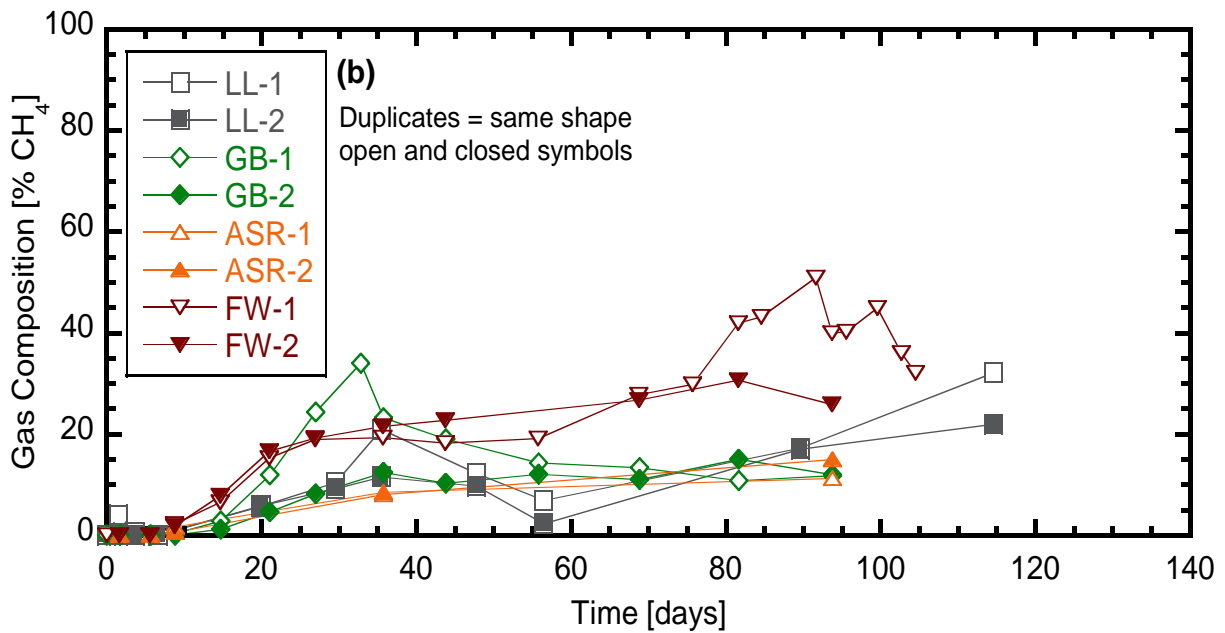 100
80
60
40
20
0
Gas Composition [% CH4]
LL-1
LL-2
GB-1
GB-2
ASR-1
ASR-2
FW-1
FW-2
(b)
Duplicates = same shape
open and closed symbols
0 20 40 60 80 100 120 140
Time [days]